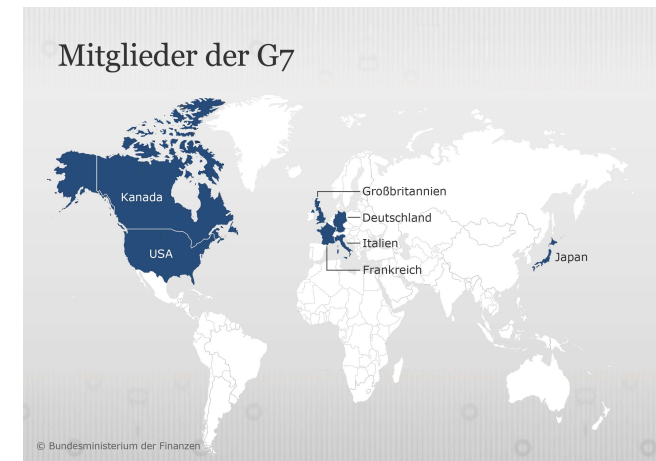 Mitglieder der G7
Kanada
USA
Großbritannien
Deutschland
Italien
Frankreich
Japan
© Bundesministerium der Finanzen